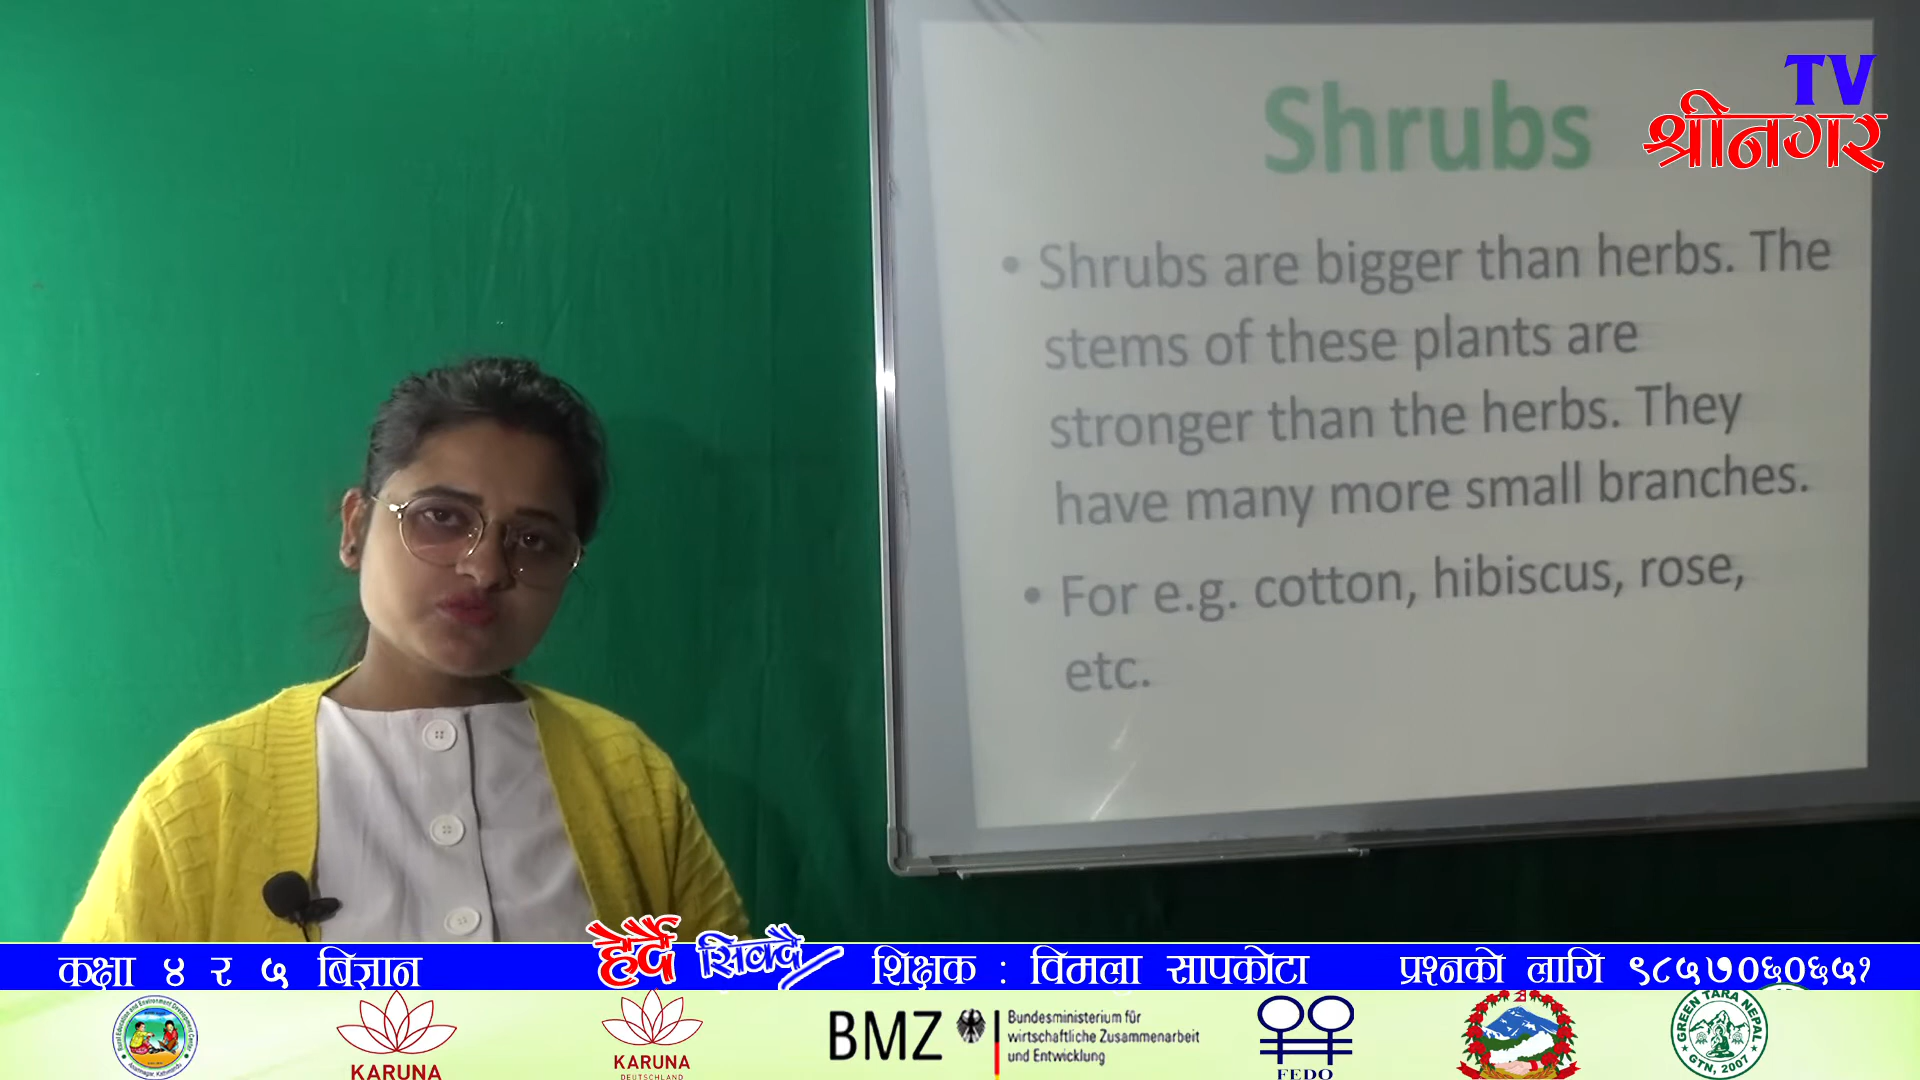 TV
श्रीनगर
Shrubs
• Shrubs are bigger than herbs. The
stems of these plants are
stronger than the herbs. They
have many more small branches.
• For e.g. cotton, hibiscus, rose,
etc.
हेर्दै सिक्दै
कक्षा ४ र ५ बिज्ञान
शिक्षक : विमला सापकोटा
प्रश्नको लागि ९८५७०६०६५१
KARUNA
KARUNA
DEUTSCHLAND
BMZ
Bundesministerium für
wirtschaftliche Zusammenarbeit
und Entwicklung
FEDO
GREEN TARA NEPAL
GTN, 2007